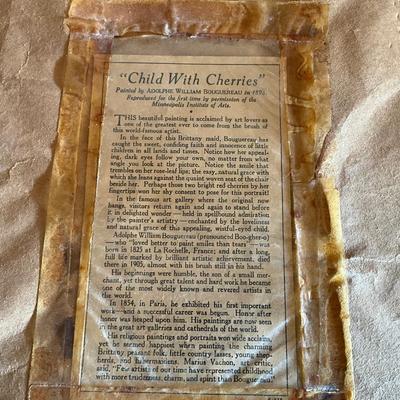 "Child With Cherries"
Painted by ADOLPHE WILLIAM BOUGUEREAU in 189
Reproduced for the first time by permission of the
Minneapolis Institute of Arts.
THIS beautiful painting is acclaimed by art lovers as
one of the greatest ever to come from the brush of
this world-famous artist.
In the face of this Brittany maid, Bouguereau has
caught the sweet, confiding faith and innocence of little
children in all lands and times. Notice how her appeal-
ing, dark eyes follow your own, no matter from what
angle you look at the picture. Notice the smile that
trembles on her rose-leaf lips; the easy, natural grace with
which she leans against the quaint woven seat of the chair
beside her. Perhaps those two bright red cherries by her
fingertips won her shy consent to pose for this portrait!
In the famous art gallery where the original now
hangs, visitors return again and again to stand before
it in delighted wonder—held in spellbound admiration
by the painter's artistry—enchanted by the loveliness
and natural grace of this appealing, wistful-eyed child.
Adolphe William Bouguereau (pronounced
—who "loved better to paint smiles than tears"—was
born in 1825 at La Rochelle, France; and after a long
full life marked by brilliant artistic achievement, died
there in 1905, almost with his brush still in his hand.
His beginnings were humble, the son of a small mer-
chant, yet through great talent and hard work he became
one of the most widely known and revered artists in
the world.
In 1854, in Paris, he exhibited his first important
work—and a successful career was begun. Honor after
honor was heaped upon him. His paintings are now seen
in the great art galleries and cathedrals of the world.
His religious paintings and portraits won wide acclaim,
yet he seemed happiest when painting the charming
Brittany peasant folk, little country lasses, young shep-
herds, and fishermaidens. Marius Vachon, art critic,
said, "Few artists of our time have represented childhood
with more truth, charm, and spirit than Bouguereau."